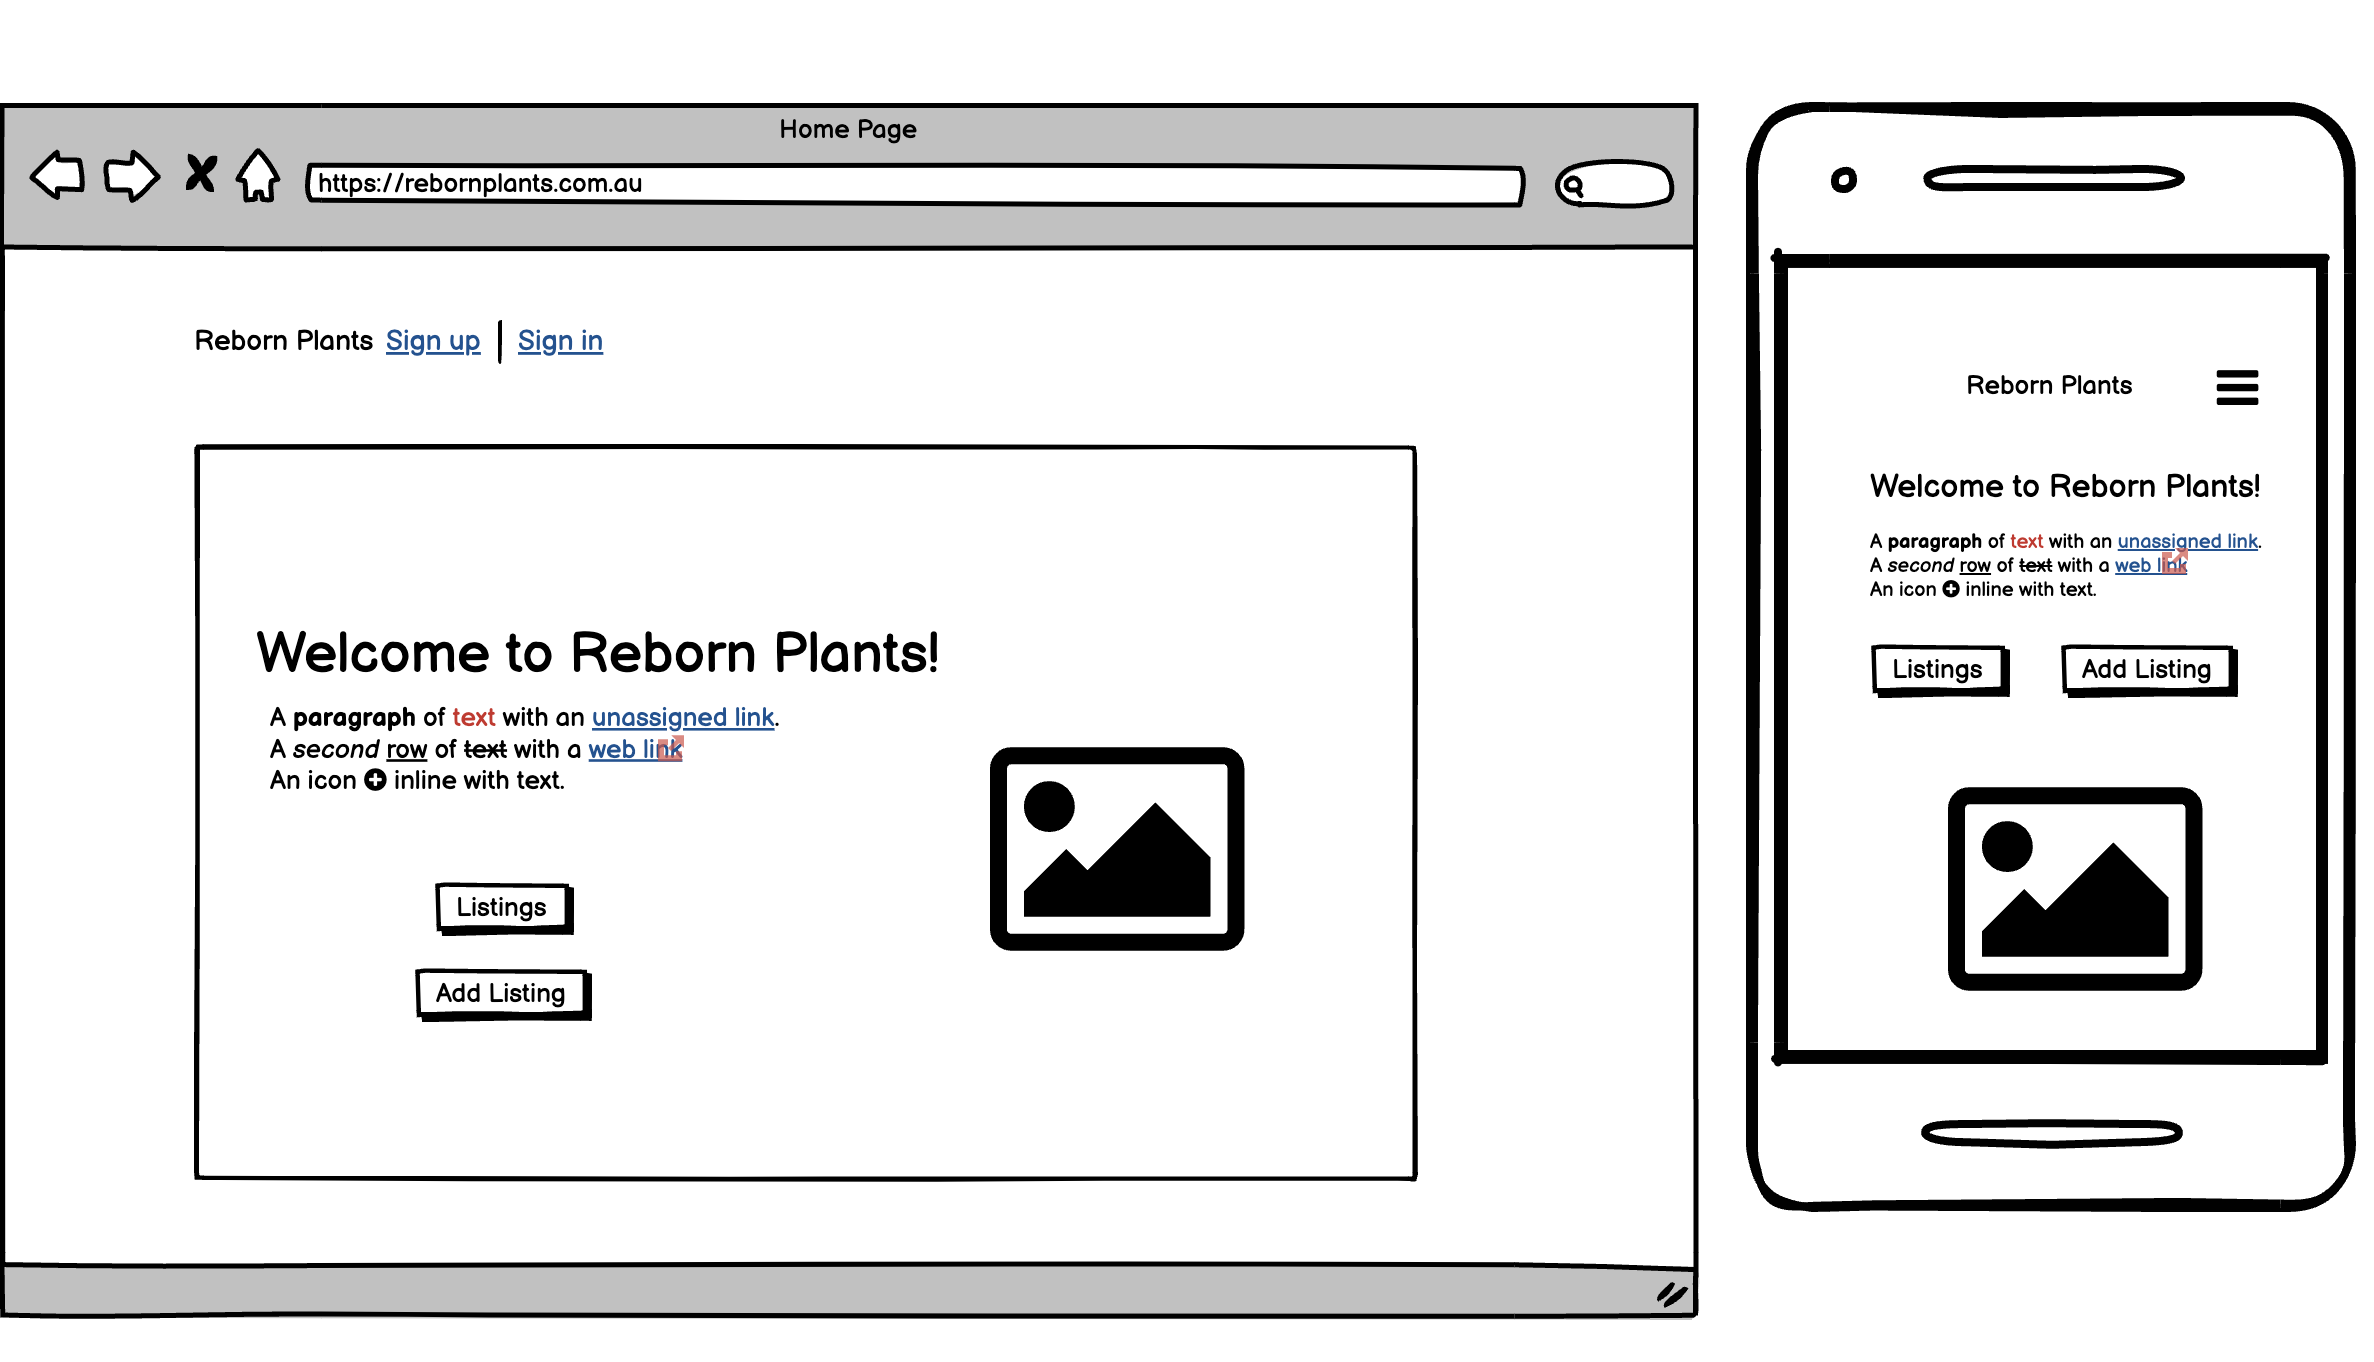 Home Page
https://rebornplants.com.au
Reborn Plants Sign up | Sign in
Welcome to Reborn Plants!
A paragraph of text with an unassigned link.
A second row of text with a web link
An icon inline with text.
Listings
Add Listing
Reborn Plants
Welcome to Reborn Plants!
A paragraph of text with an unassigned link.
A second row of text with a web link
An icon inline with text.
Listings Add Listing